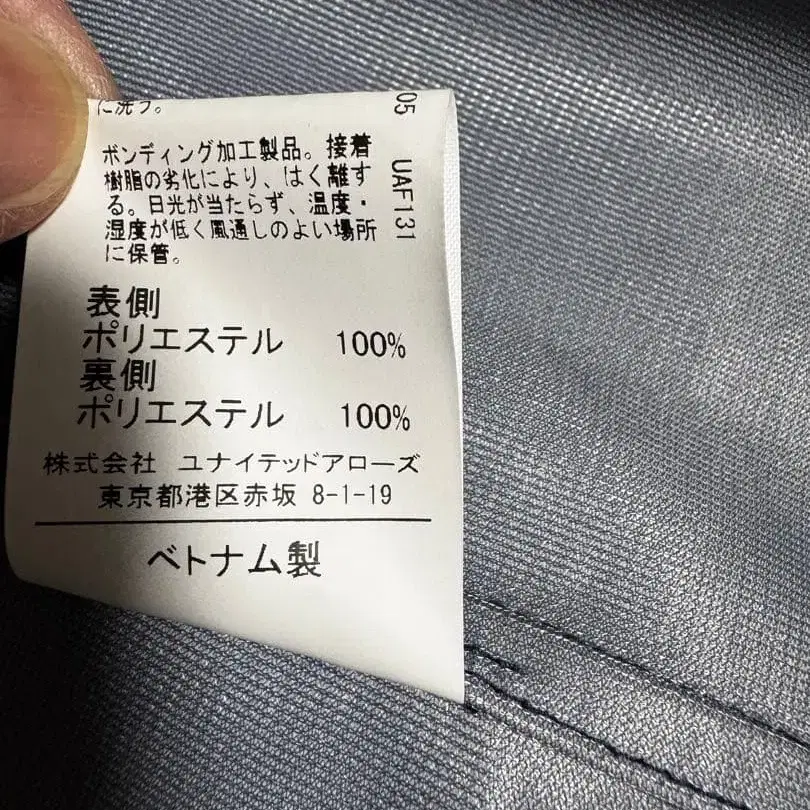 に洗う。
ボンディング加工製品。接着
樹脂の劣化により、はく離す
る。日光が当たらず、温度・
湿度が低く風通しのよい場所
に保管。
表側
ポリエステル 100%
裏側
ポリエステル 100%
株式会社 ユナイテッドアローズ
東京都港区赤坂 8-1-19
ベトナム製
05 UAF131